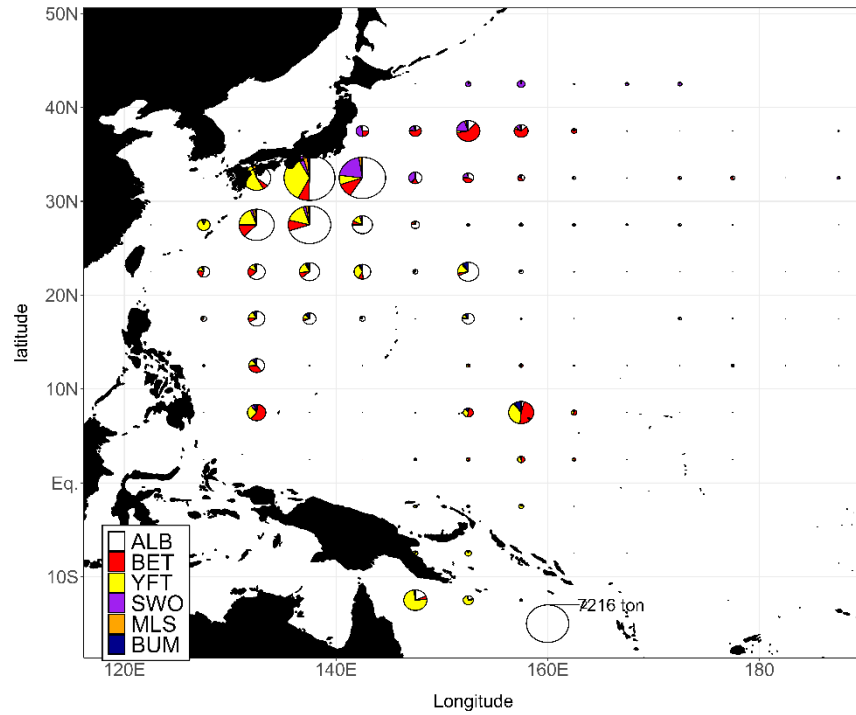 50N
40N
30N
20N
10N
Eq.
10S
latitude
ALB
BET
YFT
SWO
MLS
BUM
7216 ton
120E
140E
160E
180
Longitude